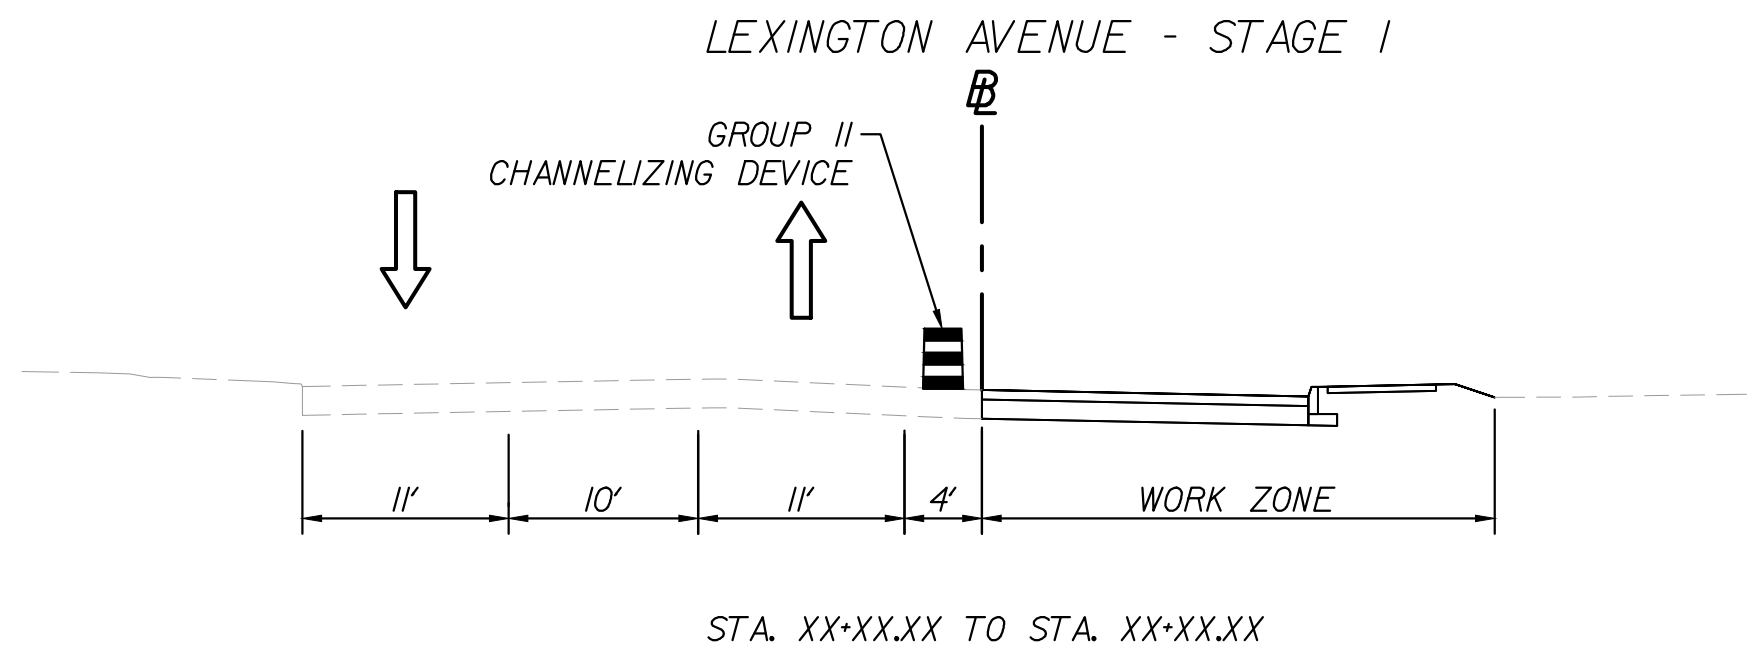 LEXINGTON AVENUE - STAGE I
BL
GROUP II
CHANNELIZING DEVICE
11' 10' 11' 4' WORK ZONE
STA. XX+XX.XX TO STA. XX+XX.XX